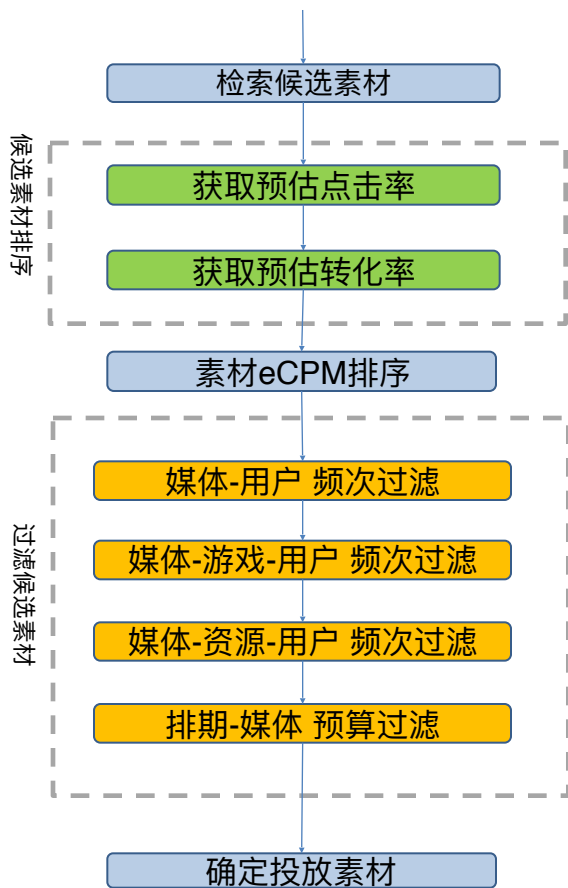 检索候选素材
候选素材排序
获取预估点击率
获取预估转化率
素材eCPM排序
过滤候选素材
媒体-用户 频次过滤
媒体-游戏-用户 频次过滤
媒体-资源-用户 频次过滤
排期-媒体 预算过滤
确定投放素材